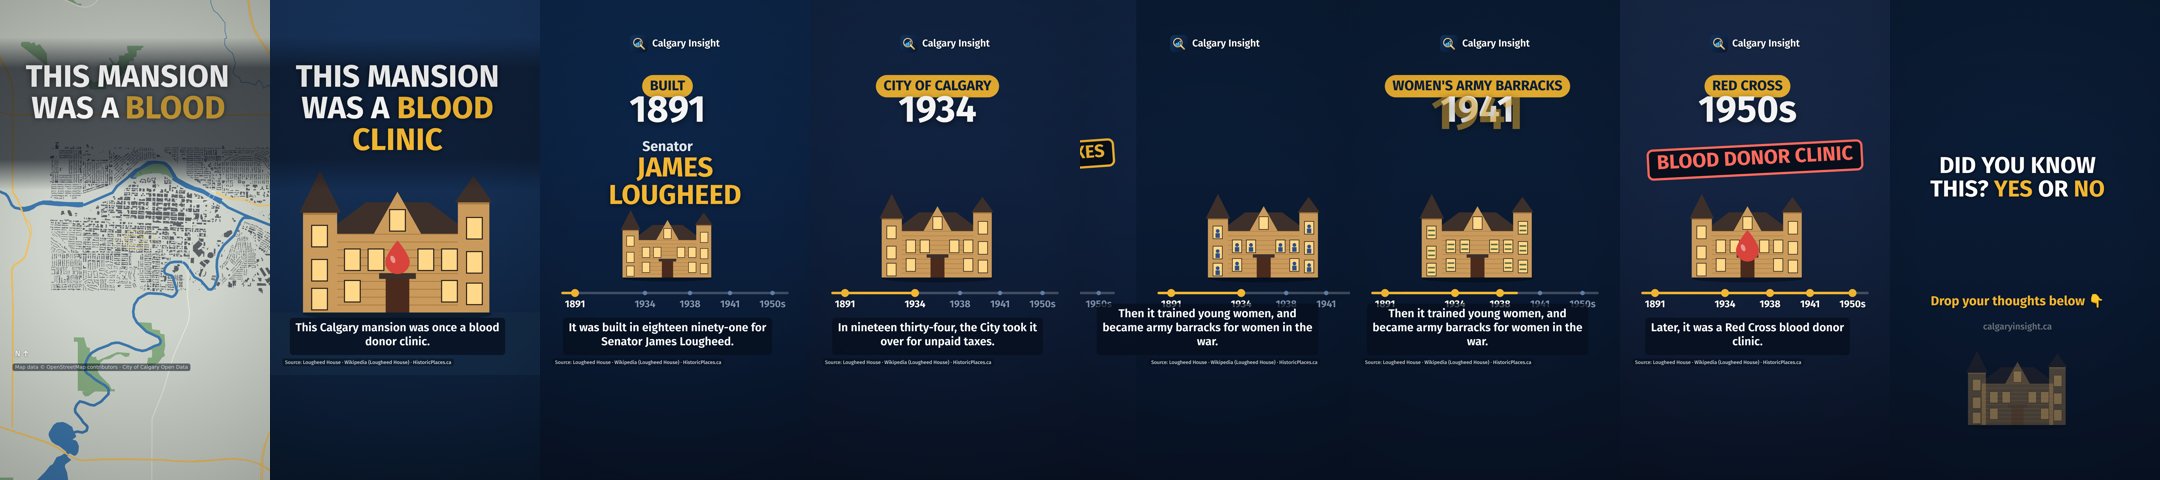 THIS MANSION
WAS A BLOOD
N ↑
Map data © OpenStreetMap contributors · City of Calgary Open Data
THIS MANSION
WAS A BLOOD
CLINIC
This Calgary mansion was once a blood
donor clinic.
Source: Lougheed House · Wikipedia (Lougheed House) · HistoricPlaces.ca
Calgary Insight
BUILT
1891
Senator
JAMES
LOUGHEED
1891 1934 1938 1941 1950s
It was built in eighteen ninety-one for
Senator James Lougheed.
Source: Lougheed House · Wikipedia (Lougheed House) · HistoricPlaces.ca
Calgary Insight
CITY OF CALGARY
1934
1891 1934 1938 1941 1950s
In nineteen thirty-four, the City took it
over for unpaid taxes.
Source: Lougheed House · Wikipedia (Lougheed House) · HistoricPlaces.ca
XES
1950s
Calgary Insight
1891 1934 1938 1941
Then it trained young women, and
became army barracks for women in the
war.
Source: Lougheed House · Wikipedia (Lougheed House) · HistoricPlaces.ca
Calgary Insight
WOMEN'S ARMY BARRACKS
1941
1891 1934 1938 1941 1950s
Then it trained young women, and
became army barracks for women in the
war.
Source: Lougheed House · Wikipedia (Lougheed House) · HistoricPlaces.ca
Calgary Insight
RED CROSS
1950s
BLOOD DONOR CLINIC
1891 1934 1938 1941 1950s
Later, it was a Red Cross blood donor
clinic.
Source: Lougheed House · Wikipedia (Lougheed House) · HistoricPlaces.ca
DID YOU KNOW
THIS? YES OR NO
Drop your thoughts below 👇
calgaryinsight.ca